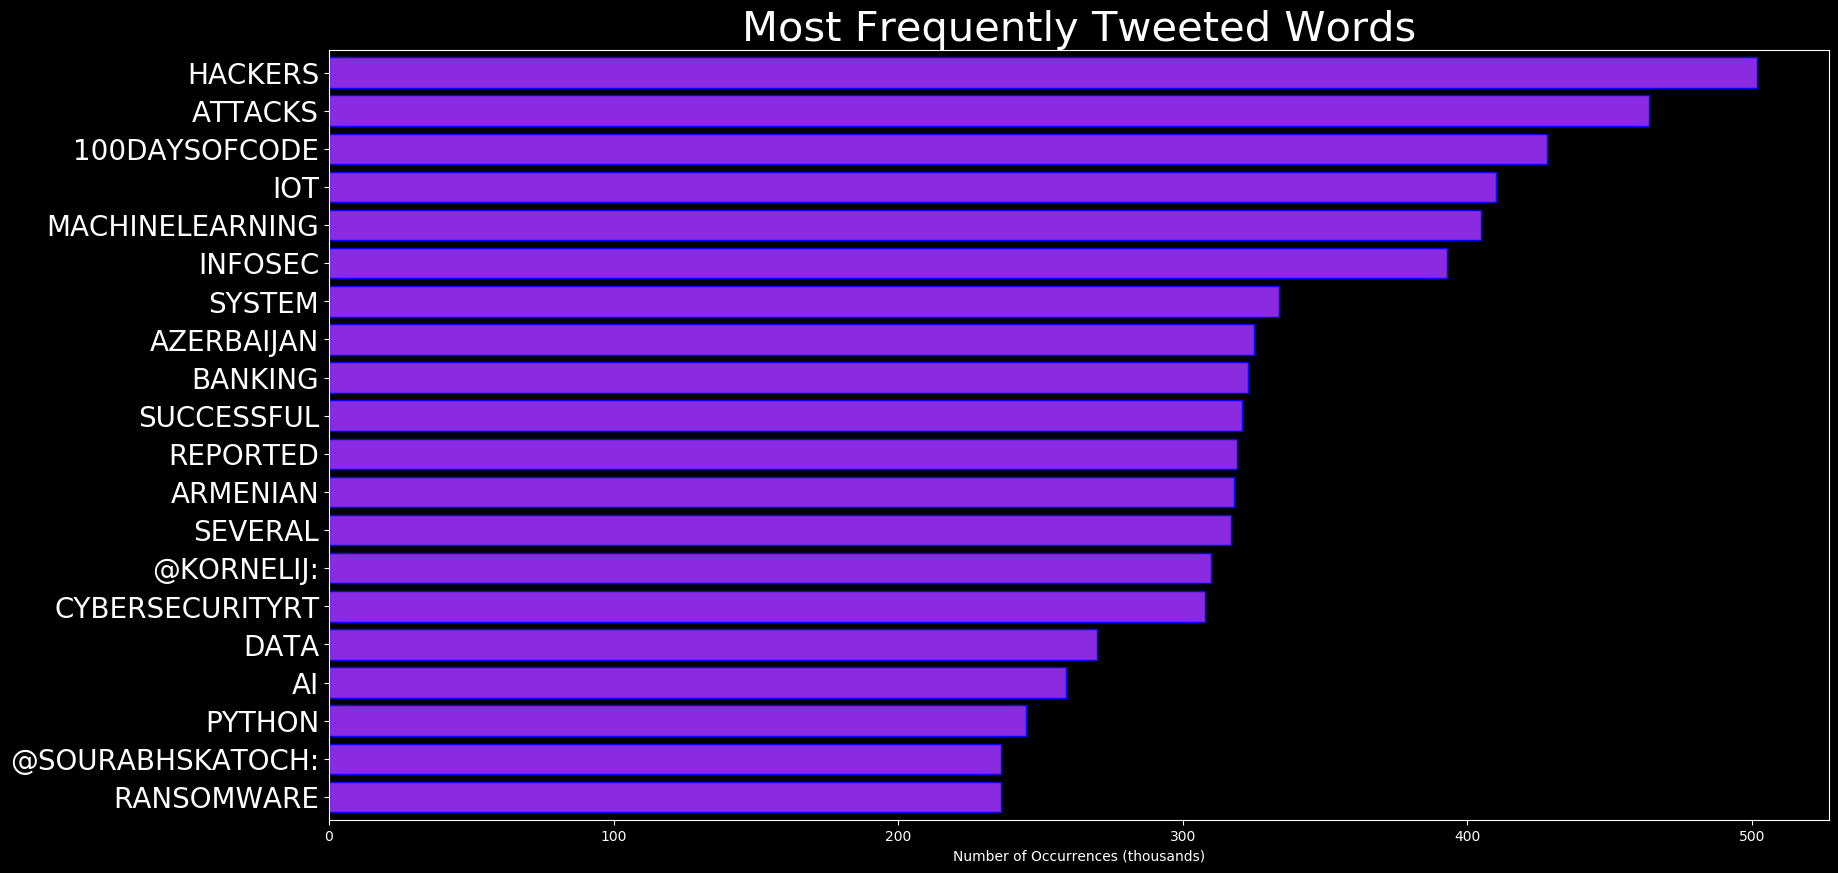 Most Frequently Tweeted Words
HACKERS
ATTACKS
100DAYSOFCODE
IOT
MACHINELEARNING
INFOSEC
SYSTEM
AZERBAIJAN
BANKING
SUCCESSFUL
REPORTED
ARMENIAN
SEVERAL
@KORNELIJ:
CYBERSECURITYRT
DATA
AI
PYTHON
@SOURABHSKATOCH:
RANSOMWARE
0 100 200 300 400 500
Number of Occurrences (thousands)